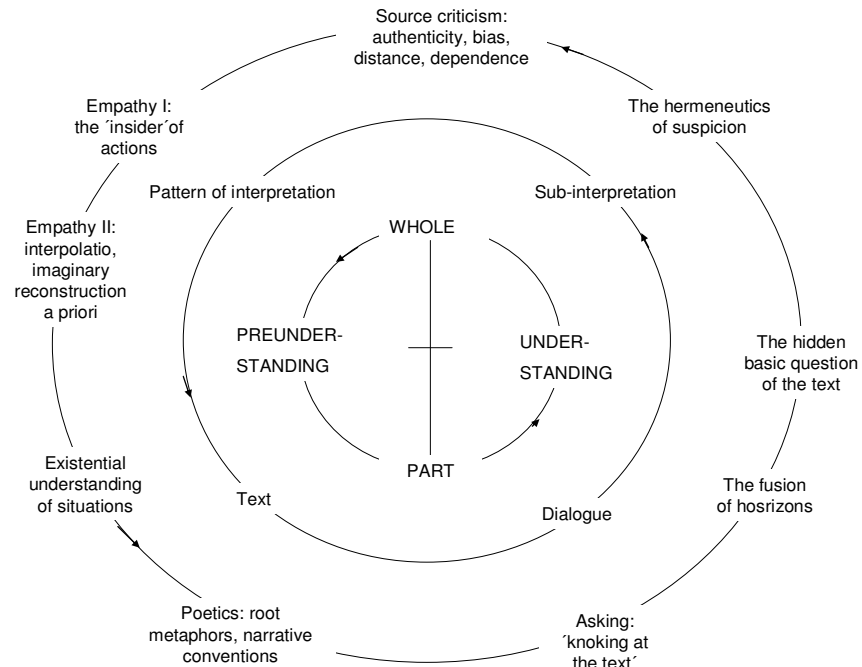 Source criticism:
authenticity, bias,
distance, dependence
Empathy I:
the ´insider´of
actions
The hermeneutics
of suspicion
Pattern of interpretation
Sub-interpretation
Empathy II:
interpolatio,
imaginary
reconstruction
a priori
WHOLE
PREUNDER-
STANDING
UNDER-
STANDING
The hidden
basic question
of the text
PART
Existential
understanding
of situations
Text
Dialogue
The fusion
of hosrizons
Poetics: root
metaphors, narrative
conventions
Asking:
´knoking at
the text´